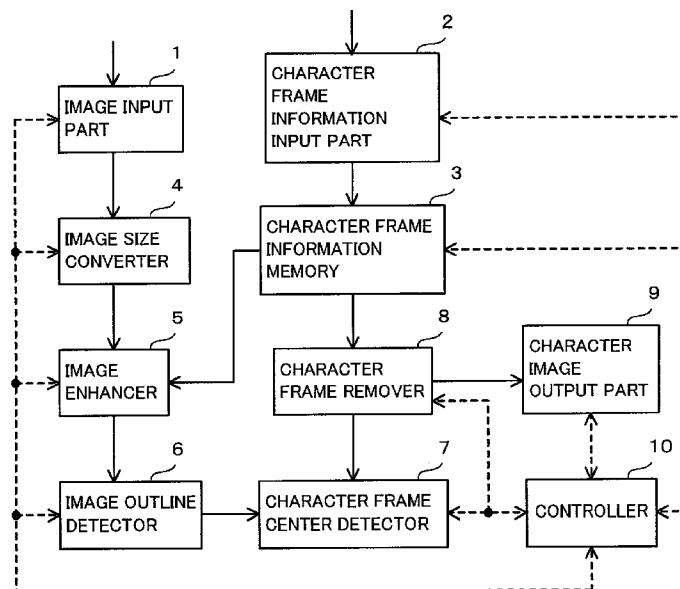 1
IMAGE INPUT
PART
2
CHARACTER
FRAME
INFORMATION
INPUT PART
4
IMAGE SIZE
CONVERTER
3
CHARACTER FRAME
INFORMATION
MEMORY
5
IMAGE
ENHANCER
8
CHARACTER
FRAME REMOVER
9
CHARACTER
IMAGE
OUTPUT PART
6
IMAGE OUTLINE
DETECTOR
7
CHARACTER FRAME
CENTER DETECTOR
10
CONTROLLER